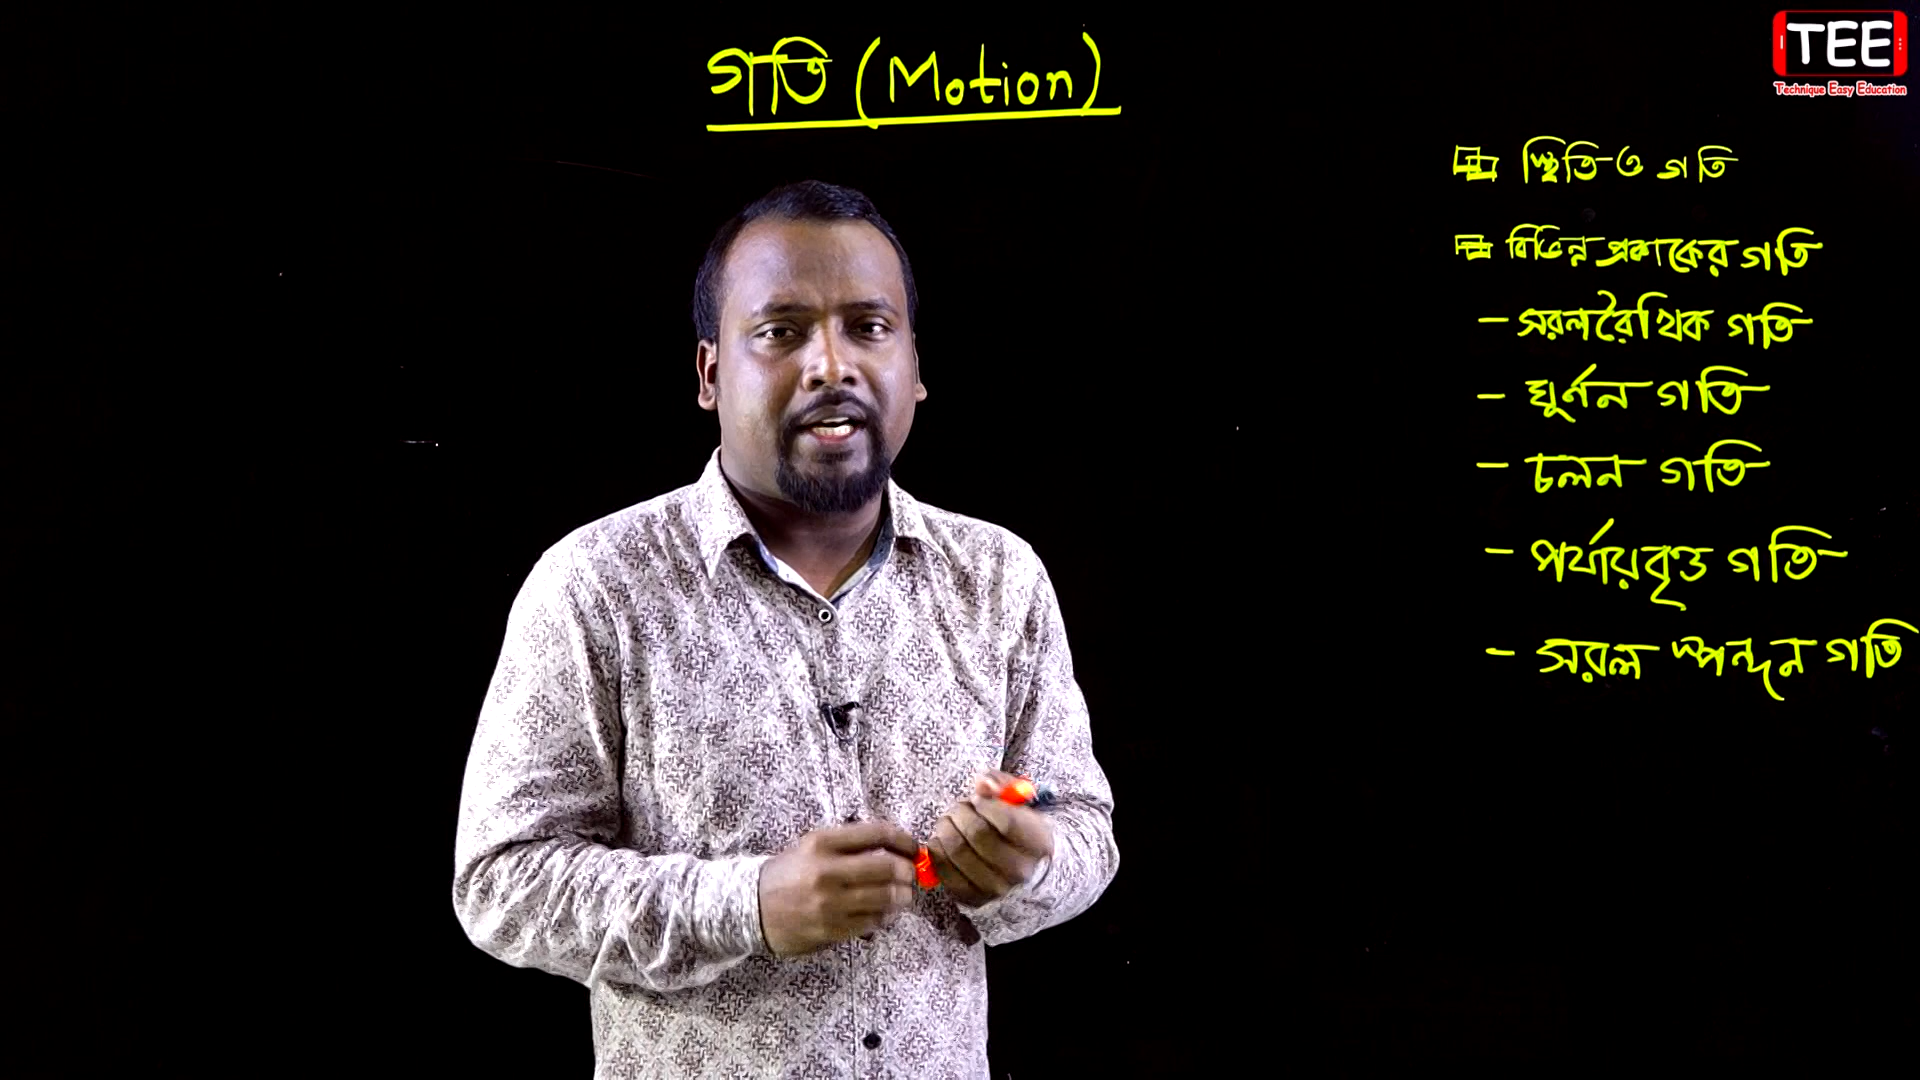 গতি (Motion)
TEE
Technique Easy Education
স্থিতি ও গতি
বিভিন্ন প্রকারের গতি
- সরলরৈখিক গতি
- ঘূর্ণন গতি
- চলন গতি
- পর্যায়বৃত্ত গতি
- সরল স্পন্দন গতি